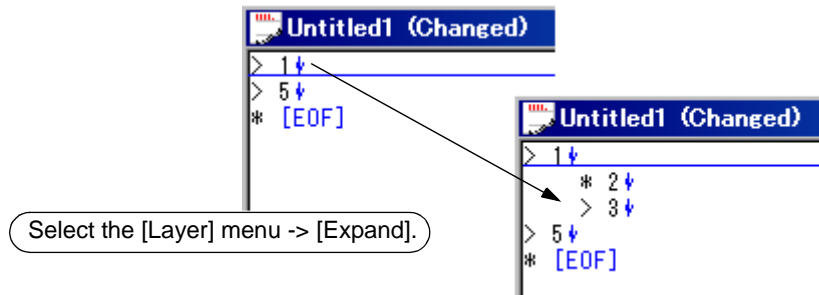 Untitled1 (Changed)
> 1
> 5
* [EOF]
Untitled1 (Changed)
> 1
* 2
> 3
> 5
* [EOF]
Select the [Layer] menu -> [Expand].